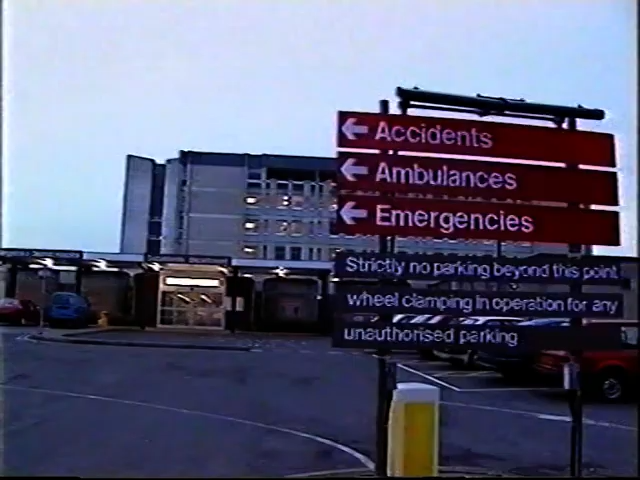 Accidents
Ambulances
Emergencies
Strictly no parking beyond this point
wheel clamping in operation for any
unauthorised parking